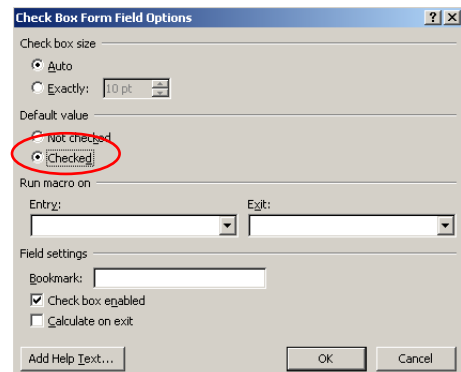 Check Box Form Field Options
Check box size
Auto
Exactly: 10 pt
Default value
Not checked
Checked
Run macro on
Entry: Exit:
Field settings
Bookmark:
Check box enabled
Calculate on exit
Add Help Text... OK Cancel